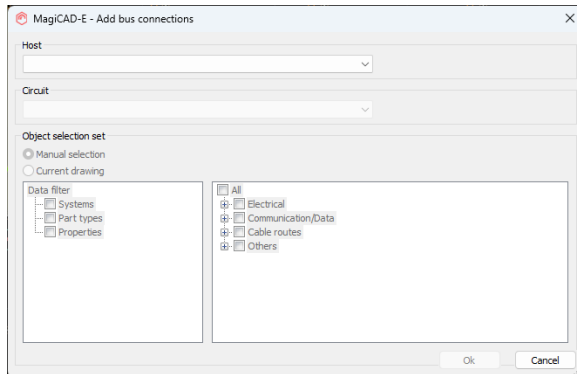 MagiCAD-E - Add bus connections
Host
Circuit
Object selection set
Manual selection
Current drawing
Data filter
Systems
Part types
Properties
All
Electrical
Communication/Data
Cable routes
Others
Ok
Cancel